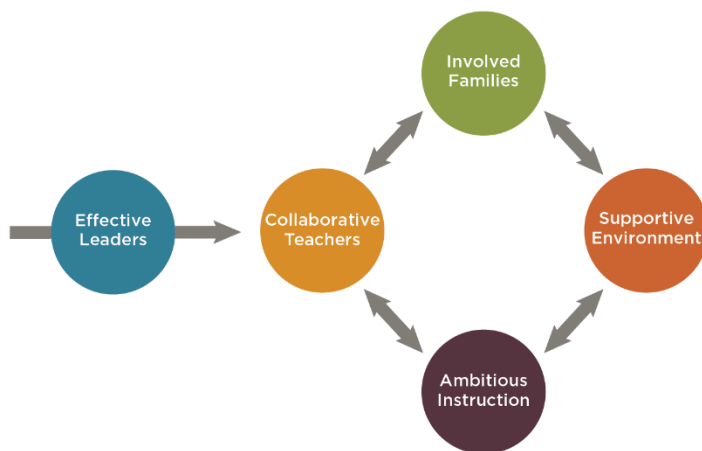 Involved
Families
Effective
Leaders
Collaborative
Teachers
Supportive
Environment
Ambitious
Instruction